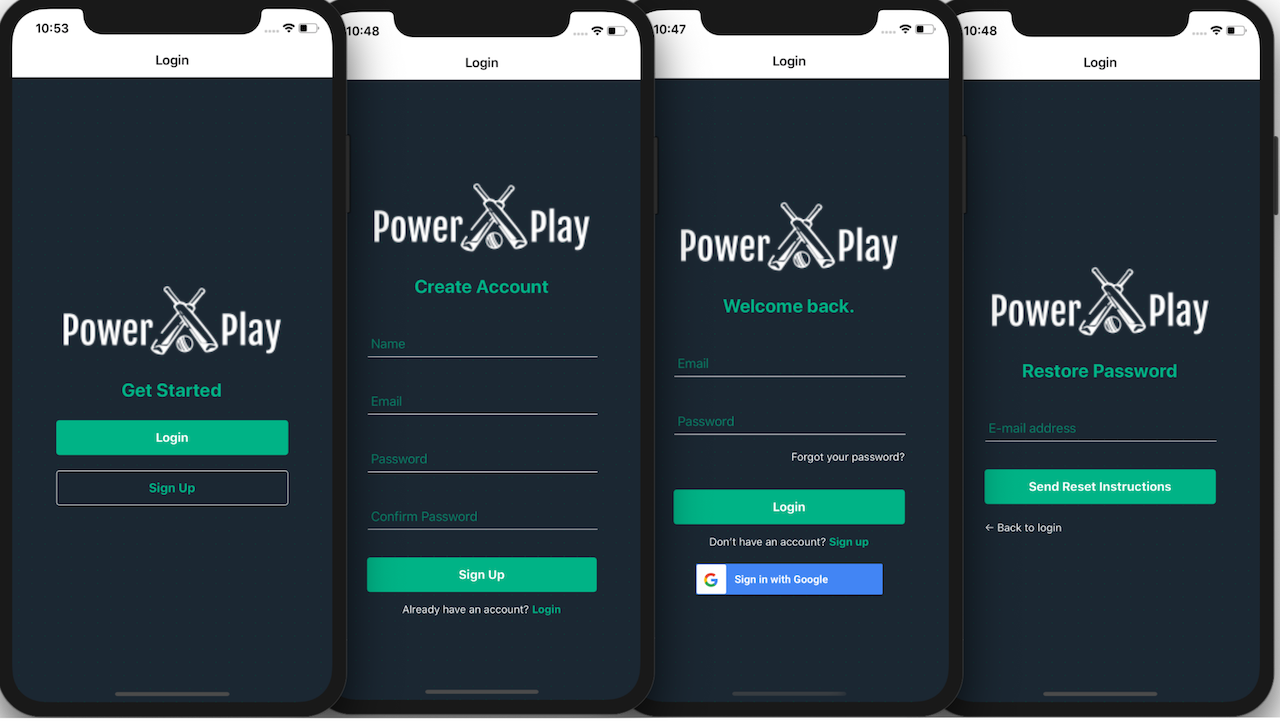 10:53
Login
Power Play
Get Started
Login
Sign Up
10:48
Login
Power Play
Create Account
Name
Email
Password
Confirm Password
Sign Up
Already have an account? Login
10:47
Login
Power Play
Welcome back.
Email
Password
Forgot your password?
Login
Don't have an account? Sign up
G Sign in with Google
10:48
Login
Power Play
Restore Password
E-mail address
Send Reset Instructions
← Back to login